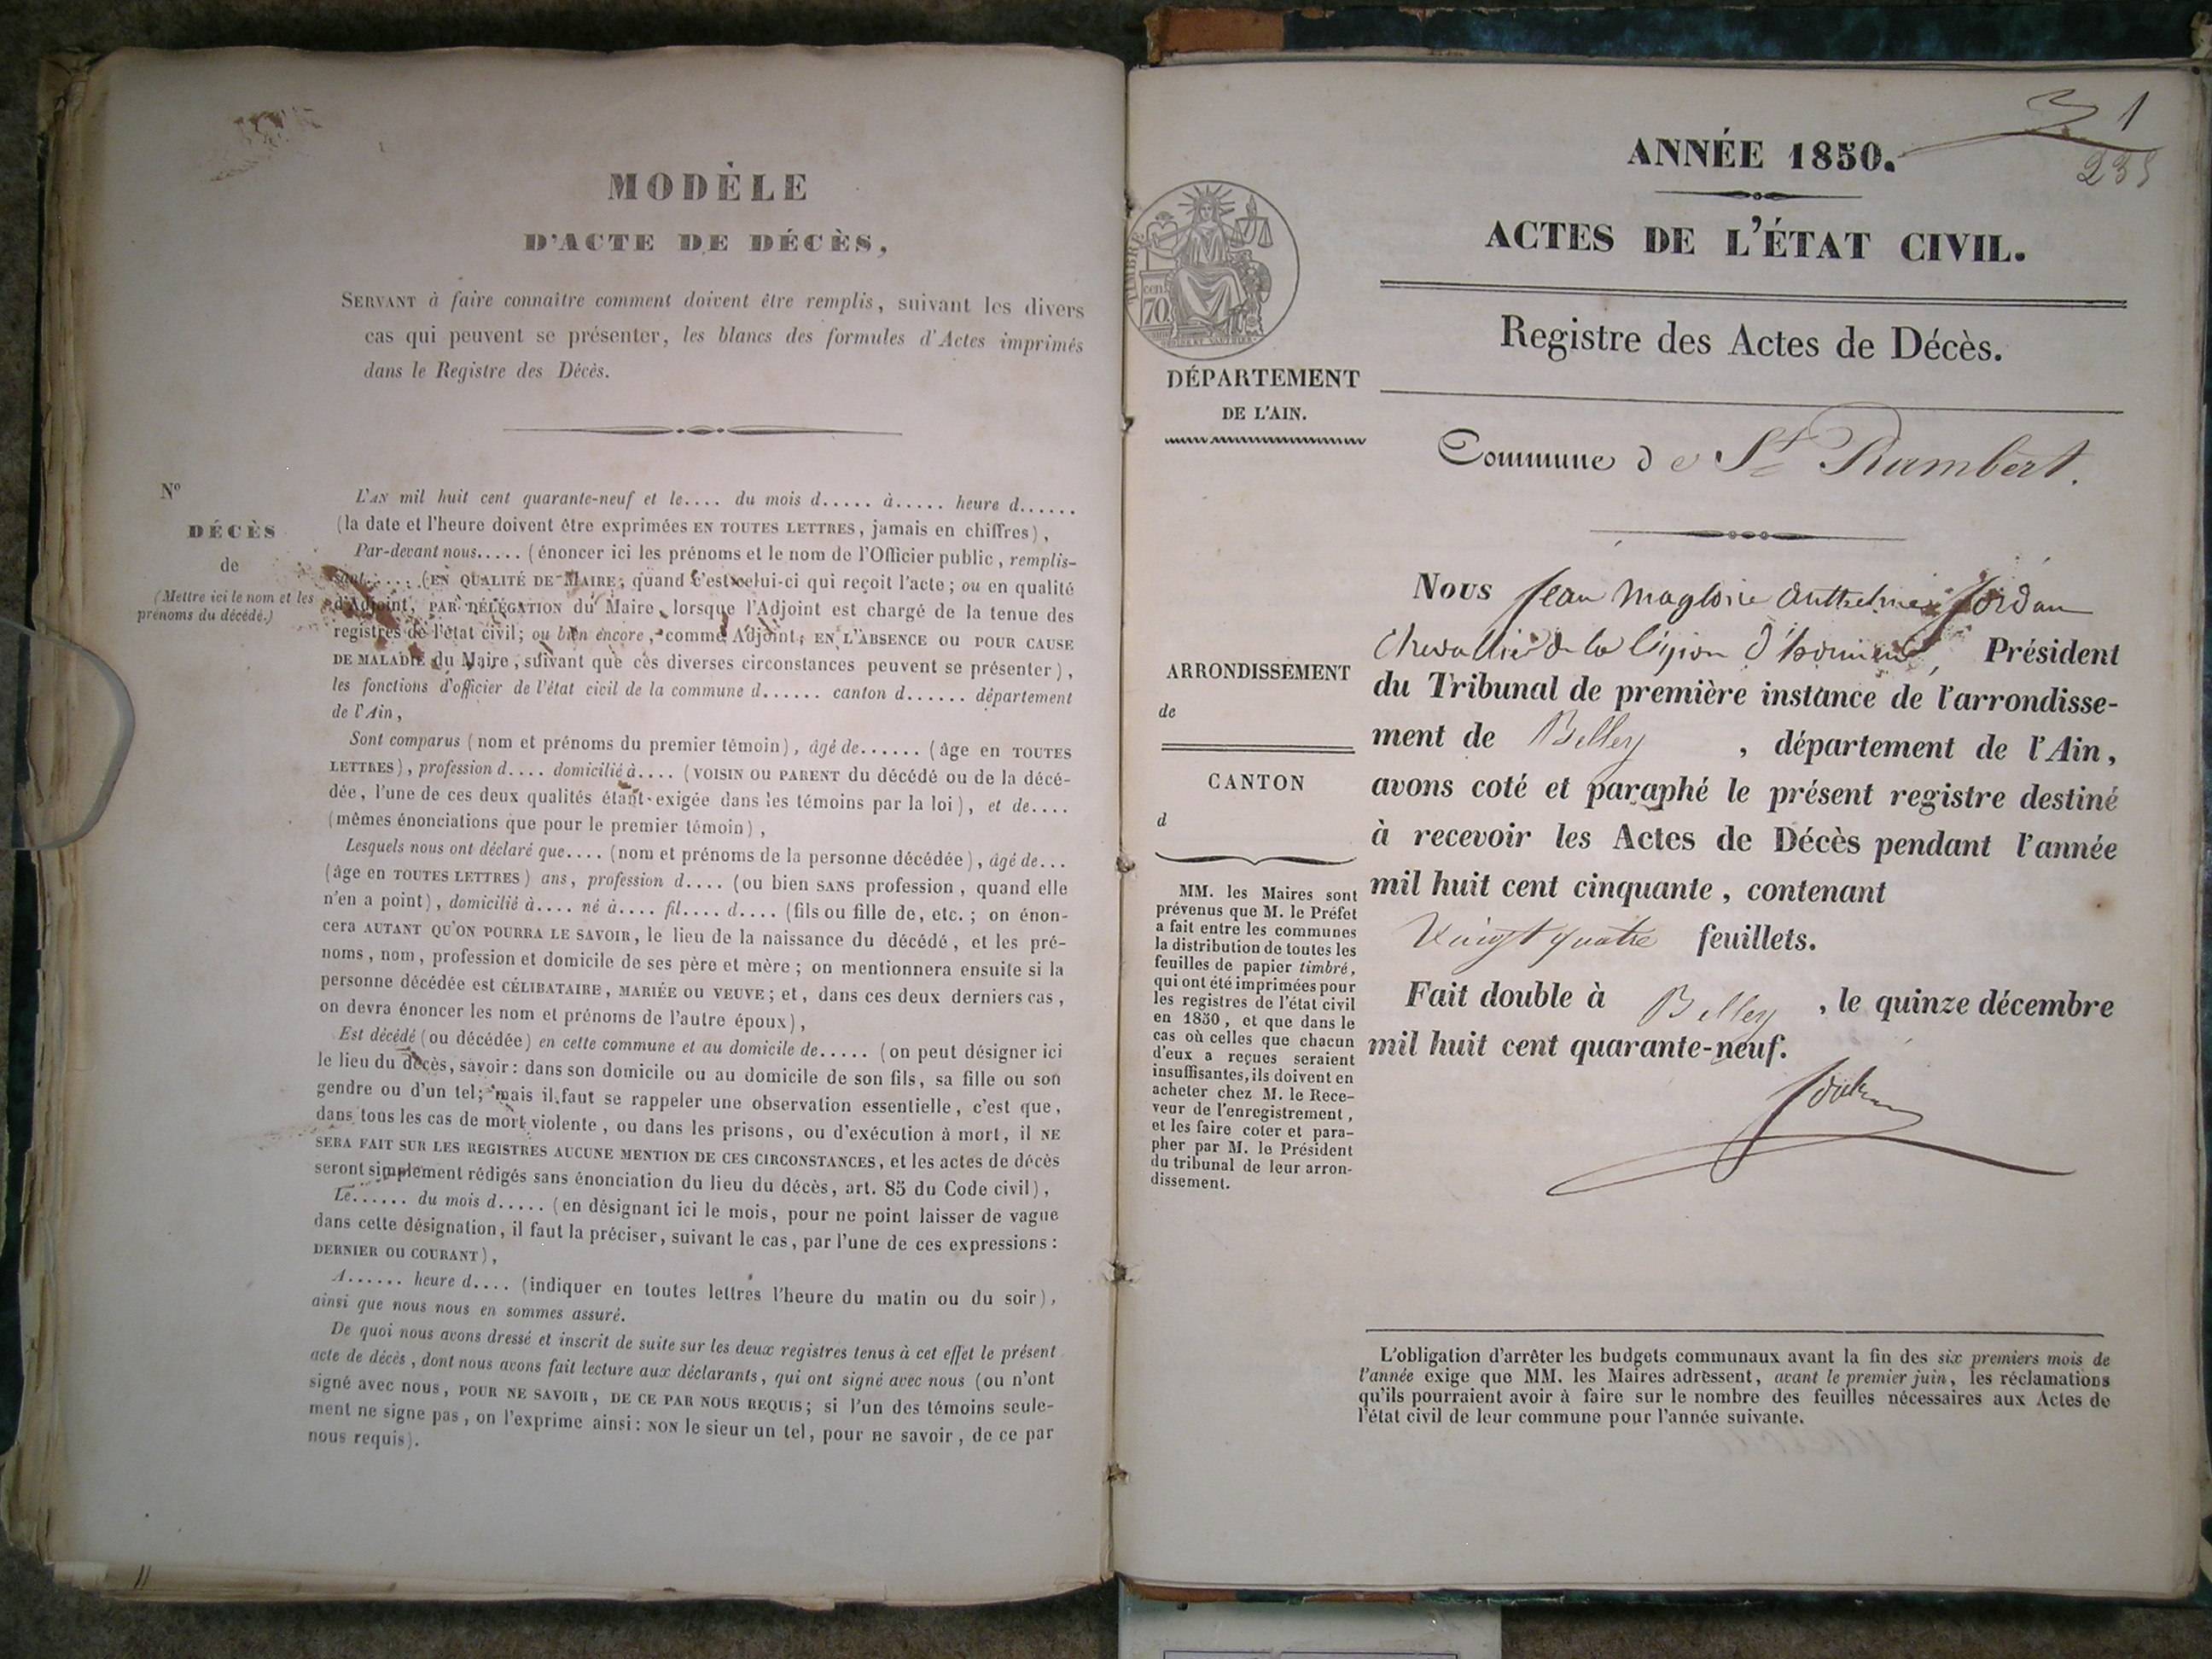 MODÈLE
D'ACTE DE DÉCÈS,
SERVANT à faire connaître comment doivent être remplis, suivant les divers
cas qui peuvent se présenter, les blancs des formules d'Actes imprimés
dans le Registre des Décès.
N°
DÉCÈS
de
(Mettre ici le nom et les
prénoms du décédé.)
L'AN mil huit cent quarante-neuf et le.... du mois d..... à..... heure d......
(la date et l'heure doivent être exprimées EN TOUTES LETTRES, jamais en chiffres),
Par-devant nous..... (énoncer ici les prénoms et le nom de l'Officier public, remplis-
sant..... (EN QUALITÉ DE MAIRE, quand c'est celui-ci qui reçoit l'acte; ou en qualité
d'Adjoint, PAR DÉLÉGATION du Maire, lorsque l'Adjoint est chargé de la tenue des
registres de l'état civil; ou bien encore, comme Adjoint, EN L'ABSENCE OU POUR CAUSE
DE MALADIE du Maire, suivant que ces diverses circonstances peuvent se présenter),
les fonctions d'officier de l'état civil de la commune d...... canton d...... département
de l'Ain,
Sont comparus (nom et prénoms du premier témoin), âgé de...... (âge en TOUTES
LETTRES), profession d.... domicilié à.... (VOISIN OU PARENT du décédé ou de la décé-
dée, l'une de ces deux qualités étant exigée dans les témoins par la loi), et de....
(mêmes énonciations que pour le premier témoin),
Lesquels nous ont déclaré que.... (nom et prénoms de la personne décédée), âgé de...
(âge en TOUTES LETTRES) ans, profession d.... (ou bien SANS profession, quand elle
n'en a point), domicilié à.... né à.... fil.... d.... (fils ou fille de, etc.; on énon-
cera AUTANT QU'ON POURRA LE SAVOIR, le lieu de la naissance du décédé, et les pré-
noms, nom, profession et domicile de ses père et mère; on mentionnera ensuite si la
personne décédée est CÉLIBATAIRE, MARIÉE OU VEUVE; et, dans ces deux derniers cas,
on devra énoncer les nom et prénoms de l'autre époux),
Est décédé (ou décédée) en cette commune et au domicile de..... (on peut désigner ici
le lieu du décès, savoir: dans son domicile ou au domicile de son fils, sa fille ou son
gendre ou d'un tel; mais il faut se rappeler une observation essentielle, c'est que,
dans tous les cas de mort violente, ou dans les prisons, ou d'exécution à mort, il NE
SERA FAIT SUR LES REGISTRES AUCUNE MENTION DE CES CIRCONSTANCES, et les actes de décès
seront simplement rédigés sans énonciation du lieu du décès, art. 85 du Code civil),
Le...... du mois d..... (en désignant ici le mois, pour ne point laisser de vague
dans cette désignation, il faut la préciser, suivant le cas, par l'une de ces expressions:
DERNIER OU COURANT),
A...... heure d.... (indiquer en toutes lettres l'heure du matin ou du soir),
ainsi que nous nous en sommes assuré.
De quoi nous avons dressé et inscrit de suite sur les deux registres tenus à cet effet le présent
acte de décès, dont nous avons fait lecture aux déclarants, qui ont signé avec nous (ou n'ont
signé avec nous, POUR NE SAVOIR, DE CE PAR NOUS REQUIS; si l'un des témoins seule-
ment ne signe pas, on l'exprime ainsi: NON le sieur un tel, pour ne savoir, de ce par
nous requis).
1
235
ANNÉE 1850.
ACTES DE L'ÉTAT CIVIL.
Registre des Actes de Décès.
TIMBRE
cen.
70.
DÉPARTEMENT
DE L'AIN.
Commune de St Rambert.
Nous Jean Magloire Anthelme Jordan
Chevallier de la Légion d'honneur, Président
du Tribunal de première instance de l'arrondisse-
ment de Belley, département de l'Ain,
avons coté et paraphé le présent registre destiné
à recevoir les Actes de Décès pendant l'année
mil huit cent cinquante, contenant
Vingt quatre feuillets.
Fait double à Belley, le quinze décembre
mil huit cent quarante-neuf.
Jordan
ARRONDISSEMENT
de
CANTON
d
MM. les Maires sont
prévenus que M. le Préfet
a fait entre les communes
la distribution de toutes les
feuilles de papier timbré,
qui ont été imprimées pour
les registres de l'état civil
en 1850, et que dans le
cas où celles que chacun
d'eux a reçues seraient
insuffisantes, ils doivent en
acheter chez M. le Rece-
veur de l'enregistrement,
et les faire coter et para-
pher par M. le Président
du tribunal de leur arron-
dissement.
L'obligation d'arrêter les budgets communaux avant la fin des six premiers mois de
l'année exige que MM. les Maires adressent, avant le premier juin, les réclamations
qu'ils pourraient avoir à faire sur le nombre des feuilles nécessaires aux Actes de
l'état civil de leur commune pour l'année suivante.